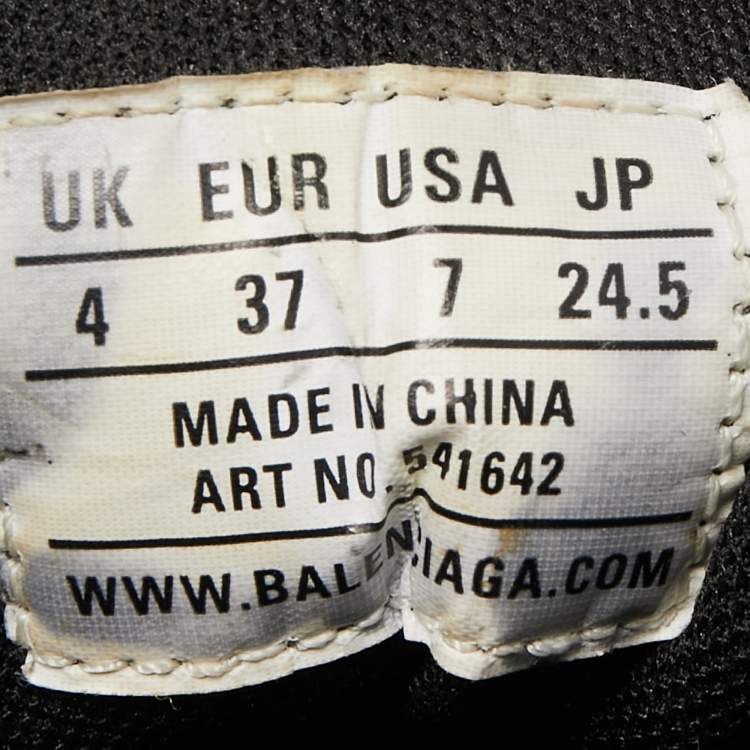 UK EUR USA JP
4 37 7 24.5
MADE IN CHINA
ART NO. 541642
WWW.BALENCIAGA.COM